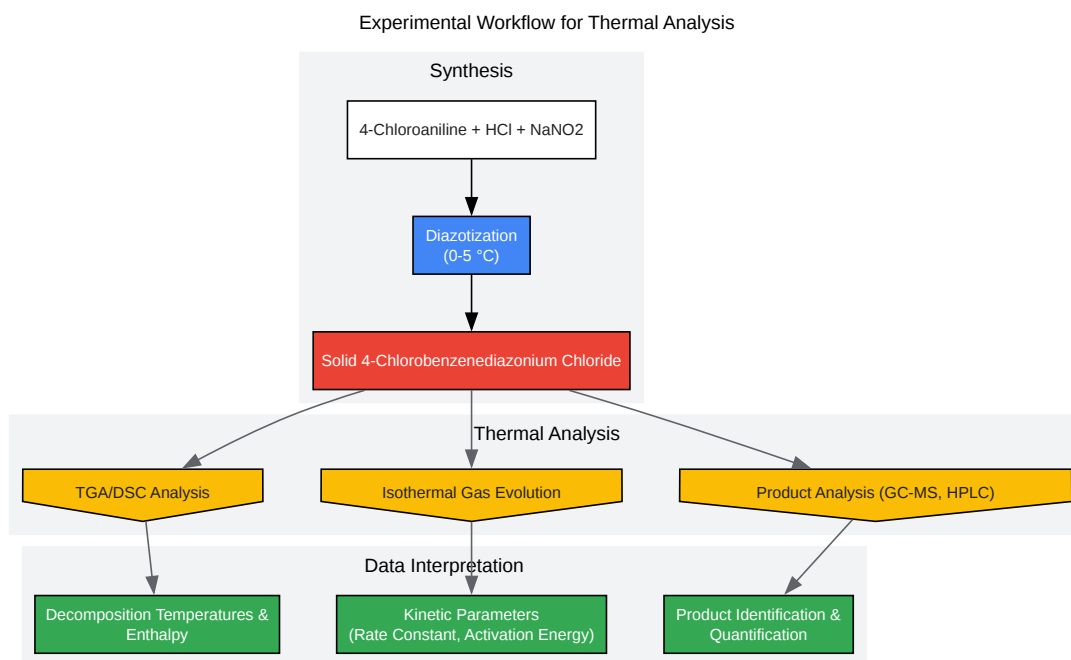 Experimental Workflow for Thermal Analysis
Synthesis
4-Chloroaniline + HCl + NaNO2
Diazotization
(0-5 °C)
Solid 4-Chlorobenzenediazonium Chloride
Thermal Analysis
TGA/DSC Analysis
Isothermal Gas Evolution
Product Analysis (GC-MS, HPLC)
Data Interpretation
Decomposition Temperatures &
Enthalpy
Kinetic Parameters
(Rate Constant, Activation Energy)
Product Identification &
Quantification